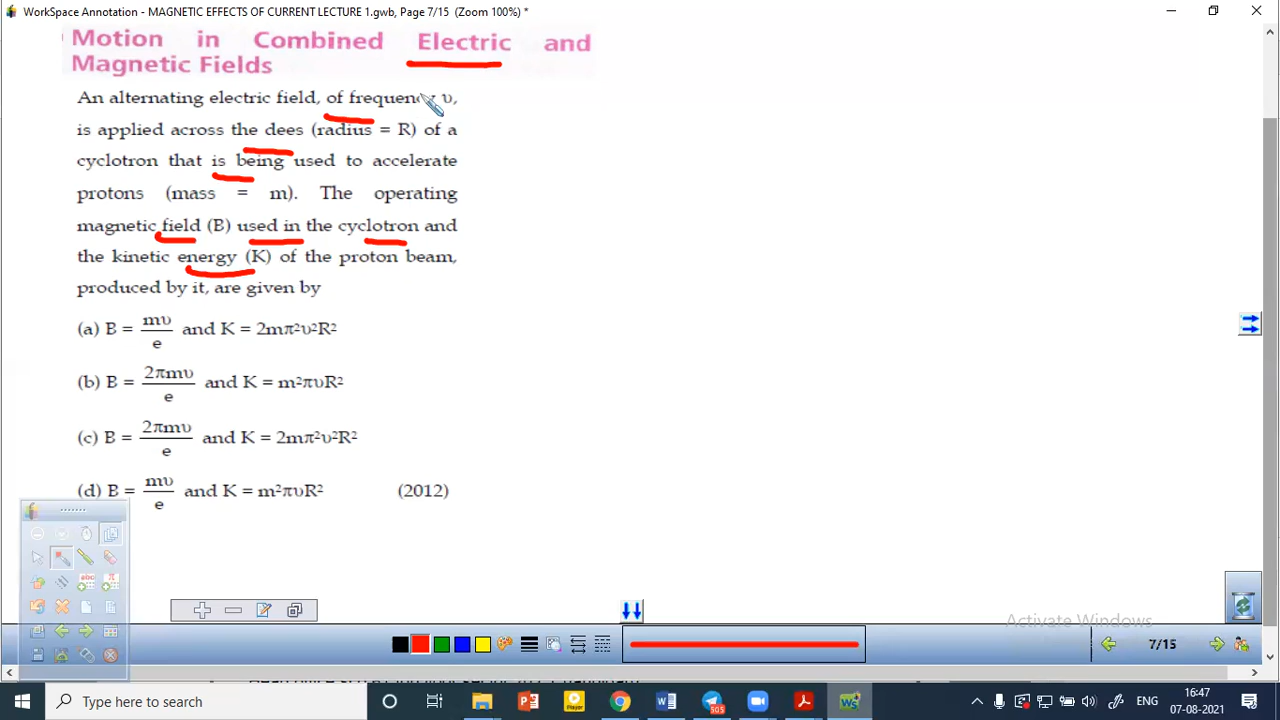 WorkSpace Annotation - MAGNETIC EFFECTS OF CURRENT LECTURE 1.gwb, Page 7/15 (Zoom 100%) *
Motion in Combined Electric and
Magnetic Fields
An alternating electric field, of frequency υ,
is applied across the dees (radius = R) of a
cyclotron that is being used to accelerate
protons (mass = m). The operating
magnetic field (B) used in the cyclotron and
the kinetic energy (K) of the proton beam,
produced by it, are given by
(a) B = mυ/e and K = 2mπ²υ²R²
(b) B = 2πmυ/e and K = m²πυR²
(c) B = 2πmυ/e and K = 2mπ²υ²R²
(d) B = mυ/e and K = m²πυR² (2012)
abc π
Activate Windows
7/15
Type here to search
SOS
ENG
16:47
07-08-2021